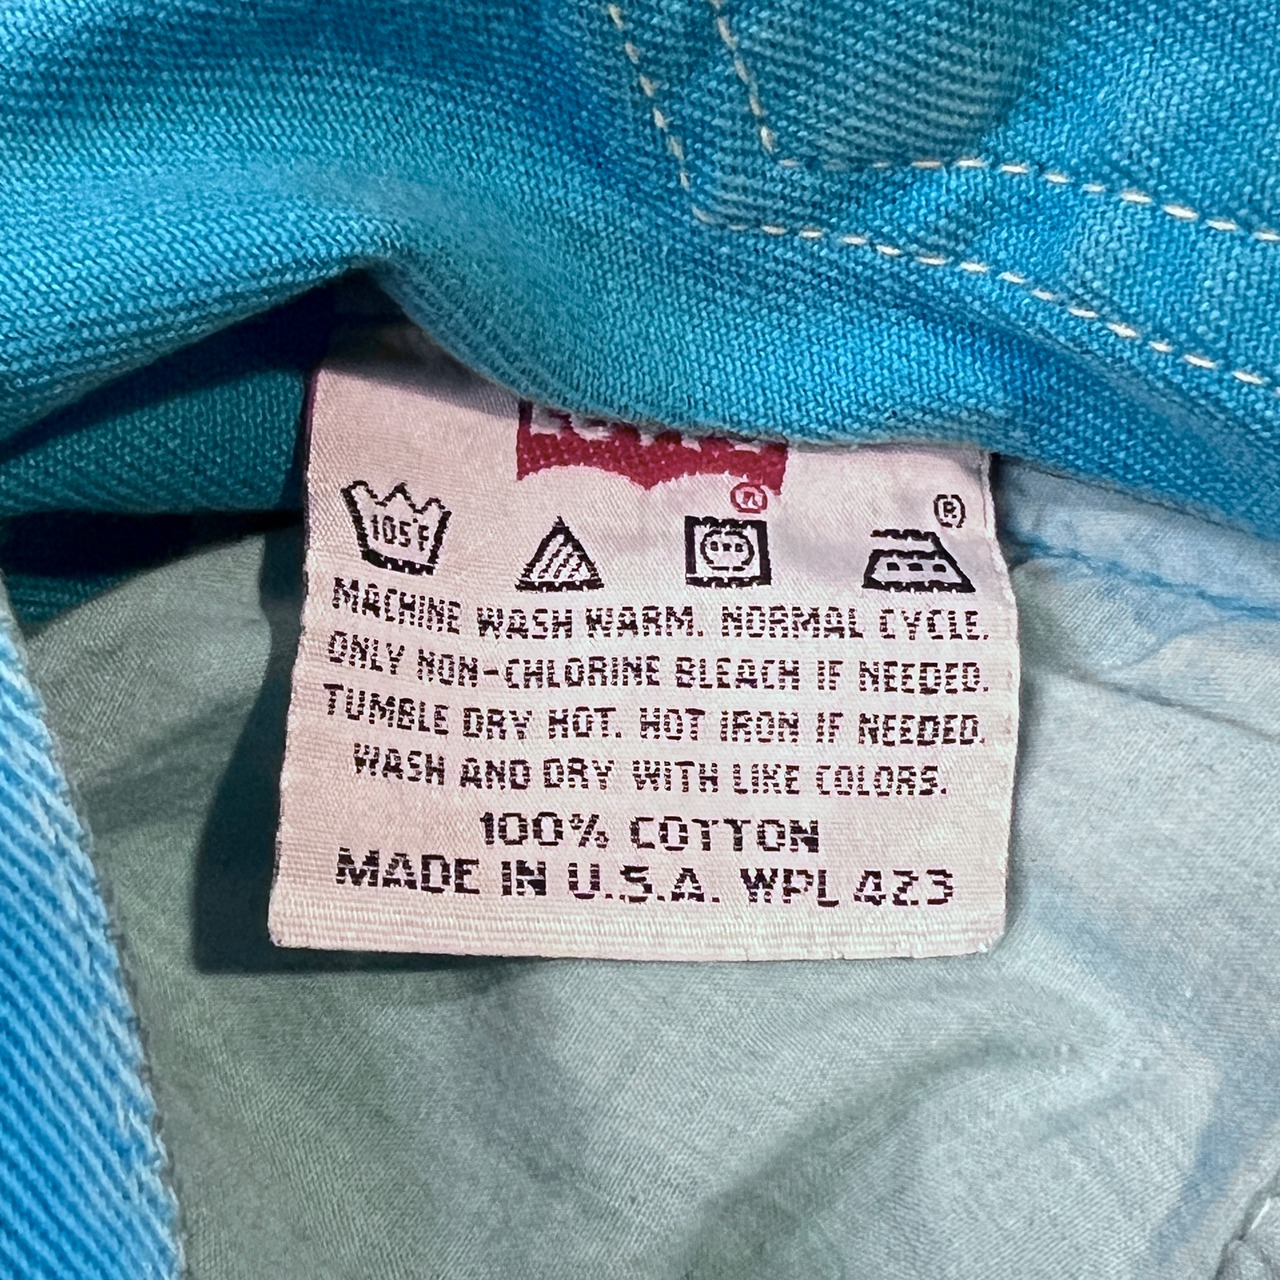 ®
105°F
®
MACHINE WASH WARM. NORMAL CYCLE.
ONLY NON-CHLORINE BLEACH IF NEEDED.
TUMBLE DRY HOT. HOT IRON IF NEEDED.
WASH AND DRY WITH LIKE COLORS.
100% COTTON
MADE IN U.S.A. WPL 423